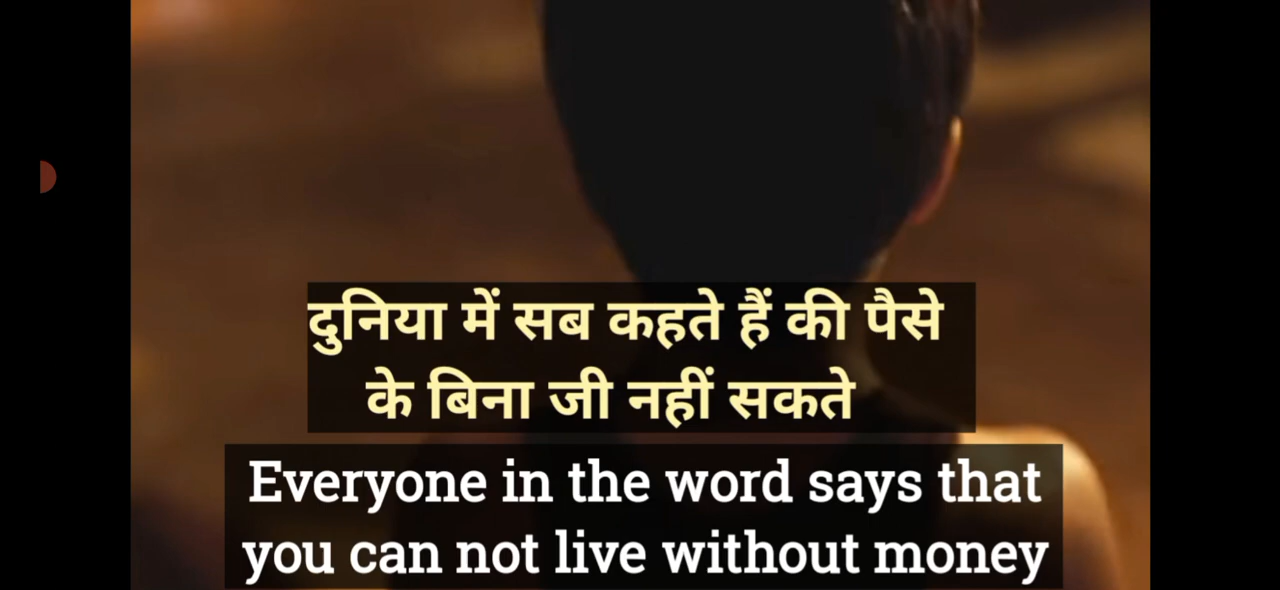 दुनिया में सब कहते हैं की पैसे
के बिना जी नहीं सकते
Everyone in the word says that
you can not live without money